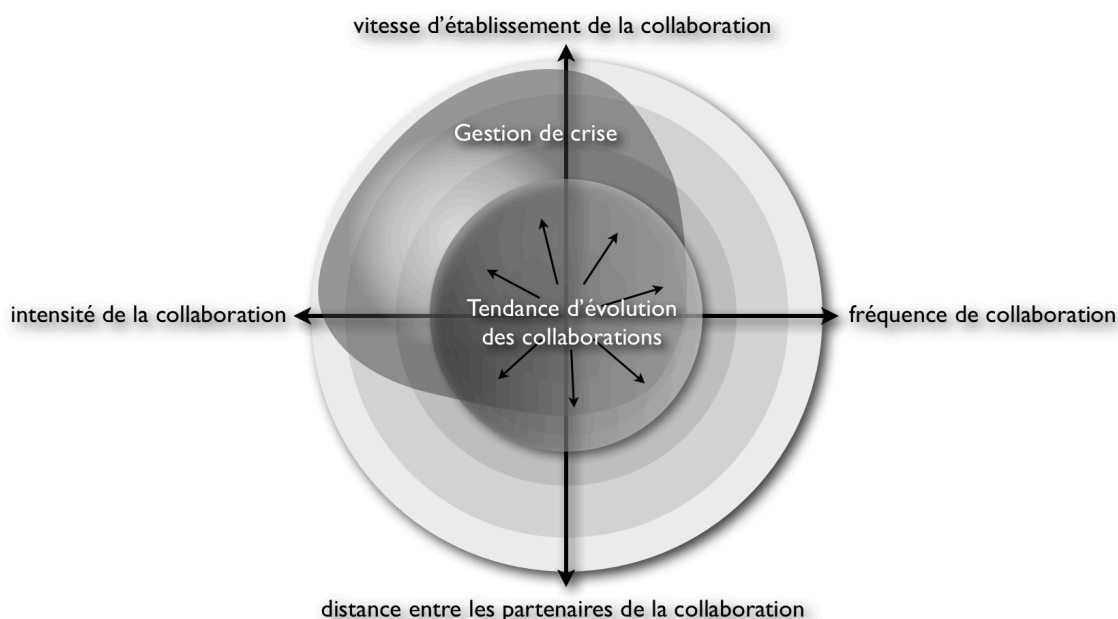 vitesse d'établissement de la collaboration
Gestion de crise
intensité de la collaboration
Tendance d'évolution
des collaborations
fréquence de collaboration
distance entre les partenaires de la collaboration